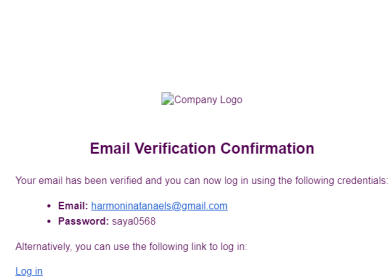 Company Logo
Email Verification Confirmation
Your email has been verified and you can now log in using the following credentials:
Email: harmoninatanaels@gmail.com
Password: saya0568
Alternatively, you can use the following link to log in:
Log in